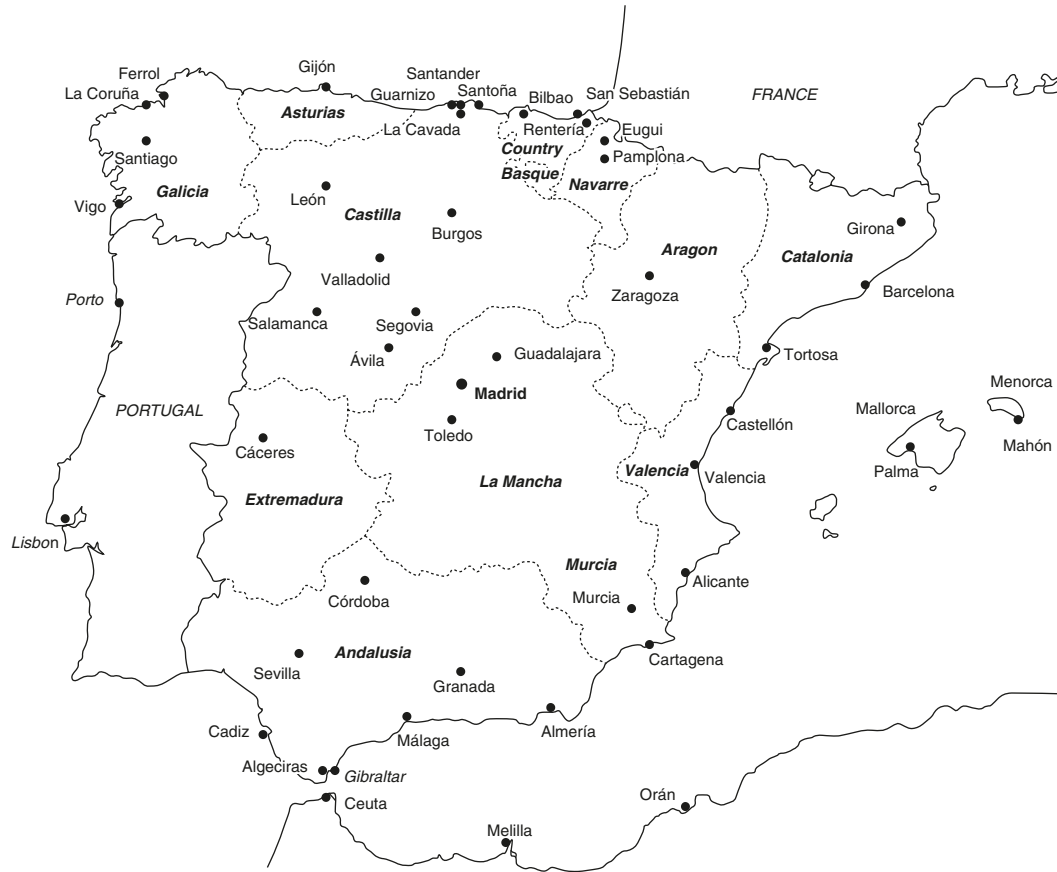 Ferrol
Gijón
Santander
La Coruña
Guarnizo
Santoña
Bilbao
San Sebastián
FRANCE
Asturias
La Cavada
Rentería
Eugui
Country
Santiago
Pamplona
Basque
Navarre
Galicia
León
Castilla
Vigo
Burgos
Girona
Aragon
Catalonia
Valladolid
Zaragoza
Barcelona
Porto
Salamanca
Segovia
Ávila
Guadalajara
Tortosa
Menorca
Madrid
PORTUGAL
Mallorca
Castellón
Toledo
Mahón
Cáceres
Palma
Valencia
Valencia
La Mancha
Extremadura
Lisbon
Murcia
Alicante
Córdoba
Murcia
Andalusia
Cartagena
Sevilla
Granada
Cadiz
Málaga
Almería
Algeciras
Gibraltar
Ceuta
Orán
Melilla